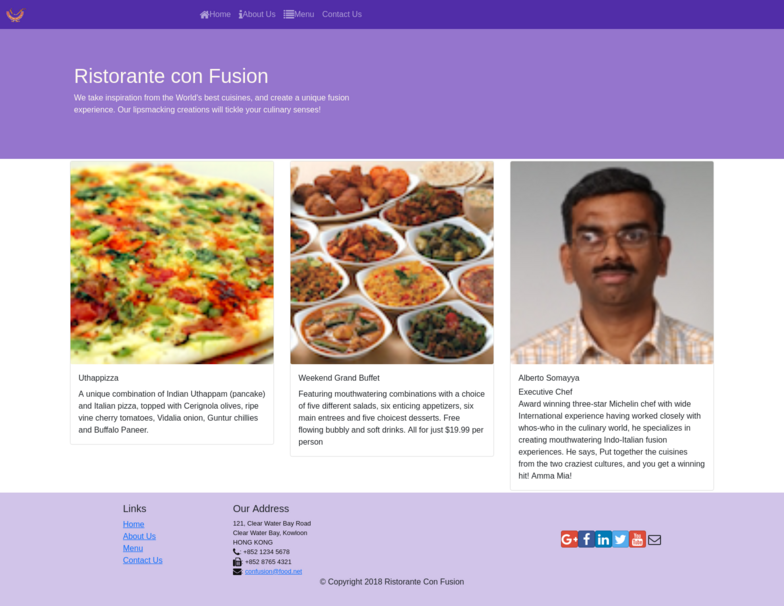 Home About Us Menu Contact Us
Ristorante con Fusion
We take inspiration from the World's best cuisines, and create a unique fusion
experience. Our lipsmacking creations will tickle your culinary senses!
Uthappizza
A unique combination of Indian Uthappam (pancake)
and Italian pizza, topped with Cerignola olives, ripe
vine cherry tomatoes, Vidalia onion, Guntur chillies
and Buffalo Paneer.
Weekend Grand Buffet
Featuring mouthwatering combinations with a choice
of five different salads, six enticing appetizers, six
main entrees and five choicest desserts. Free
flowing bubbly and soft drinks. All for just $19.99 per
person
Alberto Somayya
Executive Chef
Award winning three-star Michelin chef with wide
International experience having worked closely with
whos-who in the culinary world, he specializes in
creating mouthwatering Indo-Italian fusion
experiences. He says, Put together the cuisines
from the two craziest cultures, and you get a winning
hit! Amma Mia!
Links
Home
About Us
Menu
Contact Us
Our Address
121, Clear Water Bay Road
Clear Water Bay, Kowloon
HONG KONG
: +852 1234 5678
: +852 8765 4321
: confusion@food.net
G+ f in You Tube
© Copyright 2018 Ristorante Con Fusion